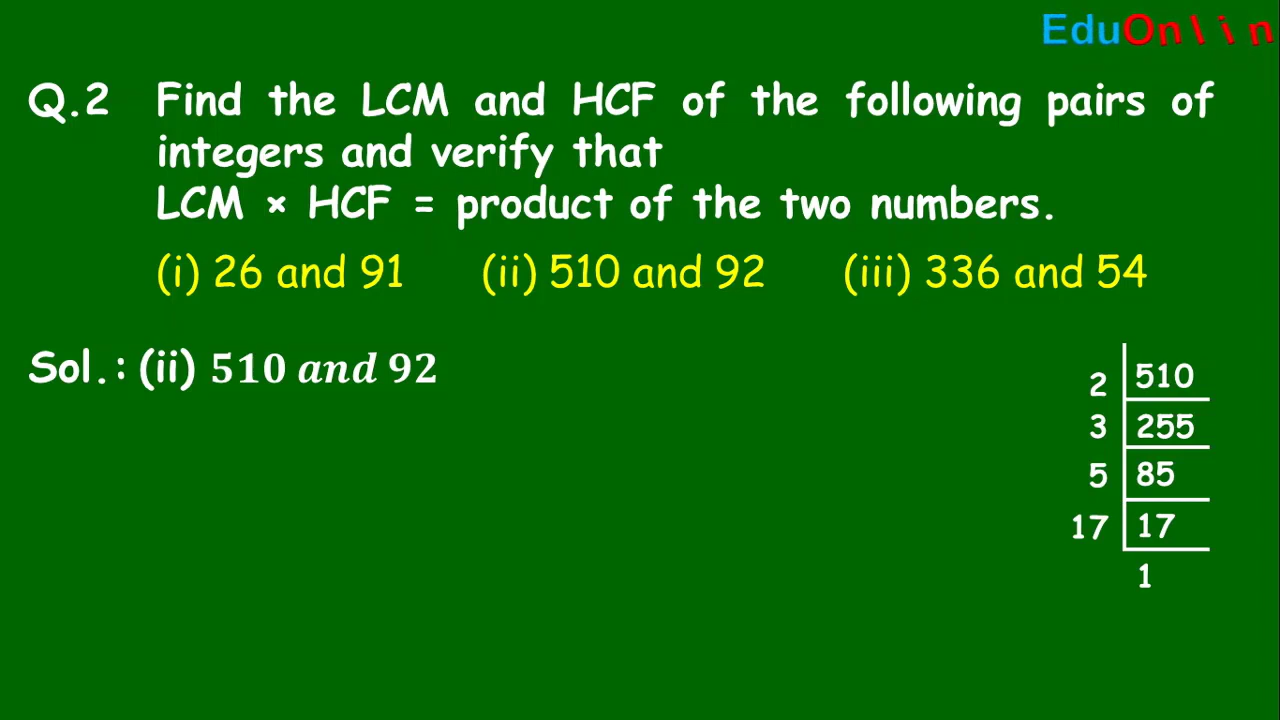 EduOnlin
Q.2 Find the LCM and HCF of the following pairs of
integers and verify that
LCM × HCF = product of the two numbers.
(i) 26 and 91 (ii) 510 and 92 (iii) 336 and 54
Sol.: (ii) 510 and 92
2 510
3 255
5 85
17 17
1